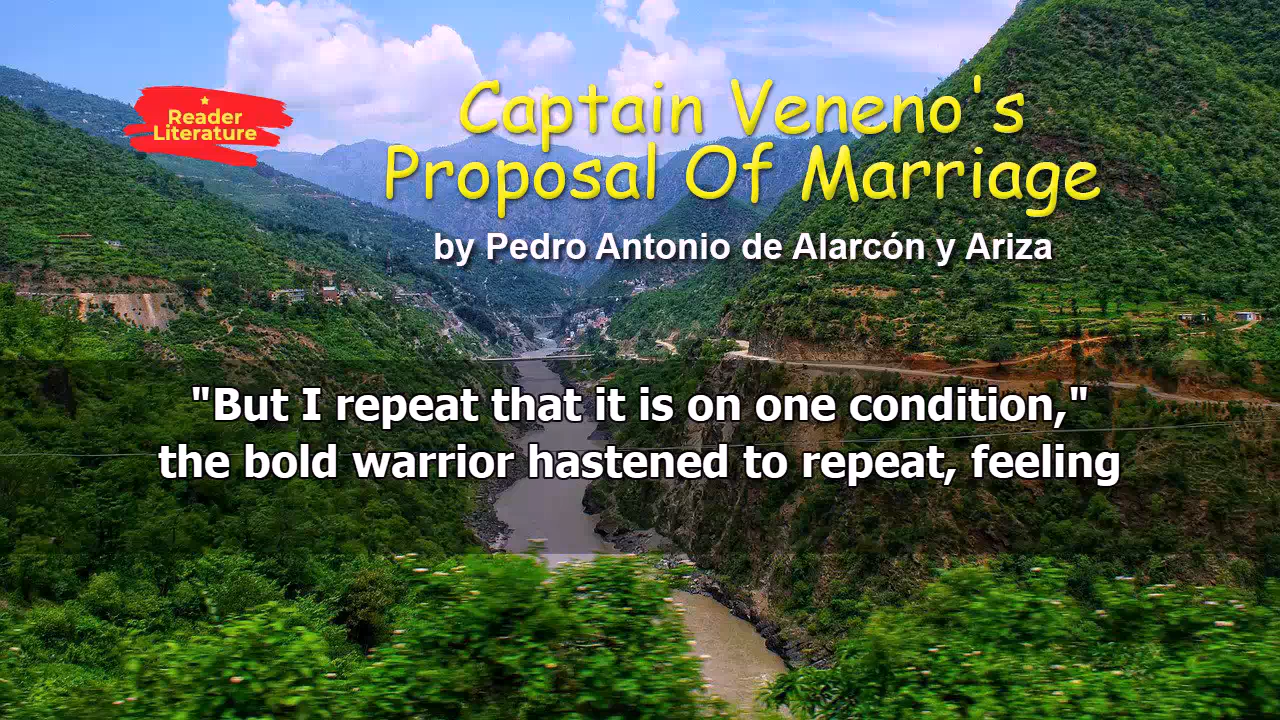 Reader
Literature
Captain Veneno's
Proposal Of Marriage
by Pedro Antonio de Alarcón y Ariza
"But I repeat that it is on one condition,"
the bold warrior hastened to repeat, feeling